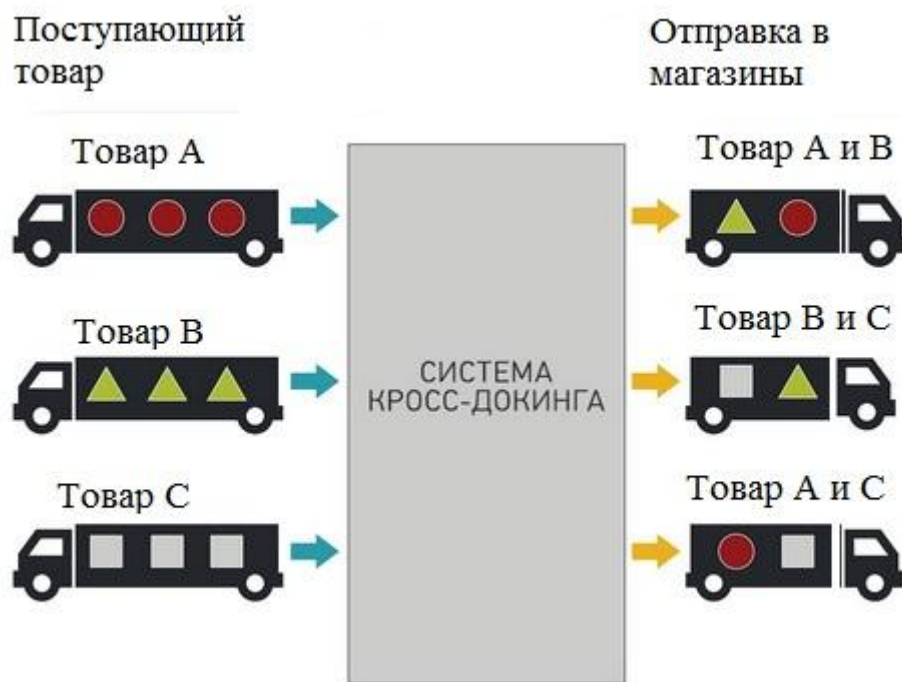 Поступающий
товар
Отправка в
магазины
Товар А
Товар А и В
Товар В
Товар В и С
СИСТЕМА
КРОСС-ДОКИНГА
Товар С
Товар А и С